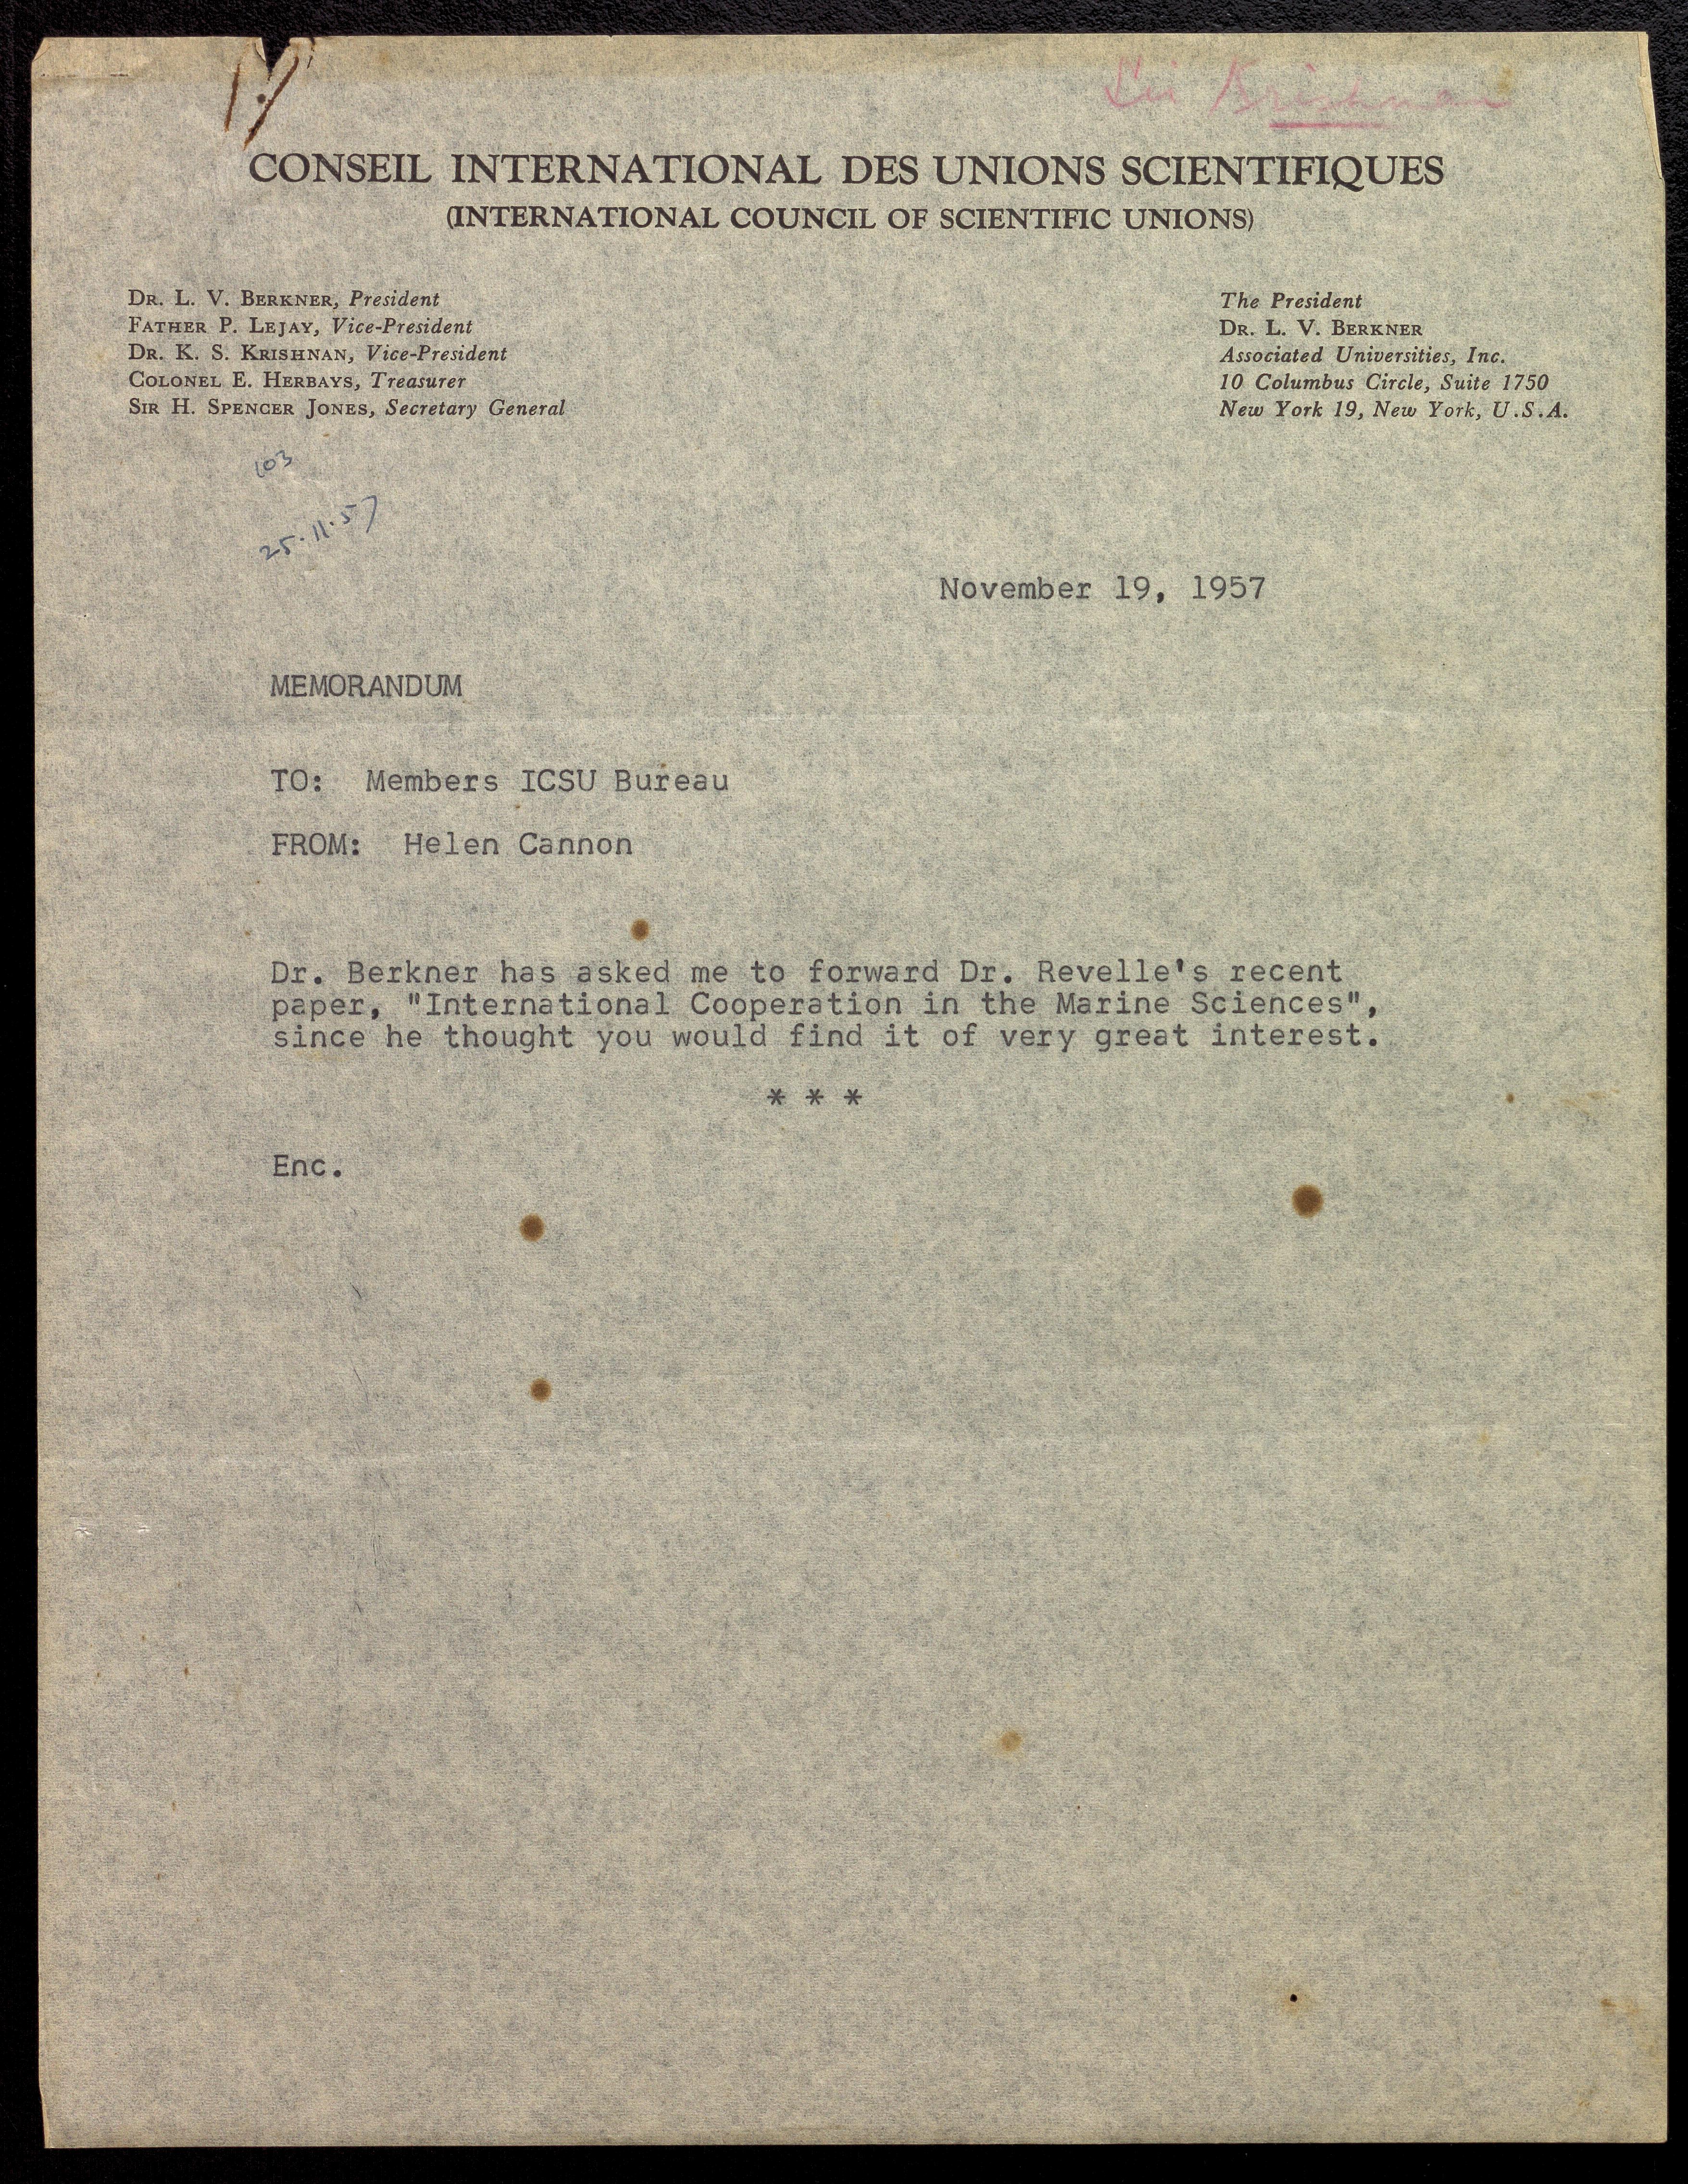 Sir Krishnan
CONSEIL INTERNATIONAL DES UNIONS SCIENTIFIQUES
(INTERNATIONAL COUNCIL OF SCIENTIFIC UNIONS)
DR. L. V. BERKNER, President
FATHER P. LEJAY, Vice-President
DR. K. S. KRISHNAN, Vice-President
COLONEL E. HERBAYS, Treasurer
SIR H. SPENCER JONES, Secretary General
The President
DR. L. V. BERKNER
Associated Universities, Inc.
10 Columbus Circle, Suite 1750
New York 19, New York, U.S.A.
103
25.11.57
November 19, 1957
MEMORANDUM
TO: Members ICSU Bureau
FROM: Helen Cannon
Dr. Berkner has asked me to forward Dr. Revelle's recent
paper, "International Cooperation in the Marine Sciences",
since he thought you would find it of very great interest.
* * *
Enc.